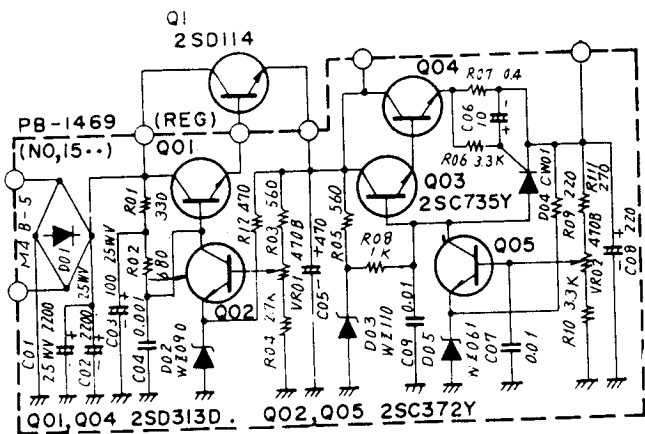 Q1
2SD114
PB-1469
(REG)
(NO,15··)
Q01
Q04
R07 0.4
C06
10
R06 3.3K
Q03
2SC735Y
M4B-5
D01
R01
330
R02
680
R12 470
R03 560
470B
VR01
2.7K
R04
C05
470
R05 560
R08
1K
D04 CW01
R09 220
R111
270
470B
VR02
3.3K
R10
C08 220
Q05
Q02
C01
25WV 2200
C02
2200 25WV
C03 100 25WV
C04 0.001
D02
WZ090
D03
WZ110
C09 0.01
D05
WZ061
C07
0.01
Q01, Q04 2SD313D. Q02, Q05 2SC372Y